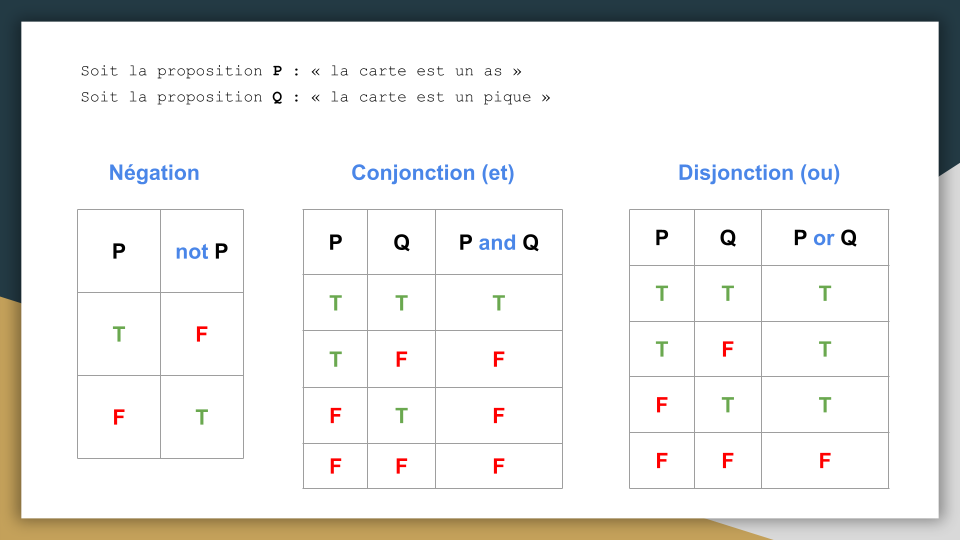 Soit la proposition P : « la carte est un as »
Soit la proposition Q : « la carte est un pique »
Négation
P not P
T F
F T
Conjonction (et)
P Q P and Q
T T T
T F F
F T F
F F F
Disjonction (ou)
P Q P or Q
T T T
T F T
F T T
F F F